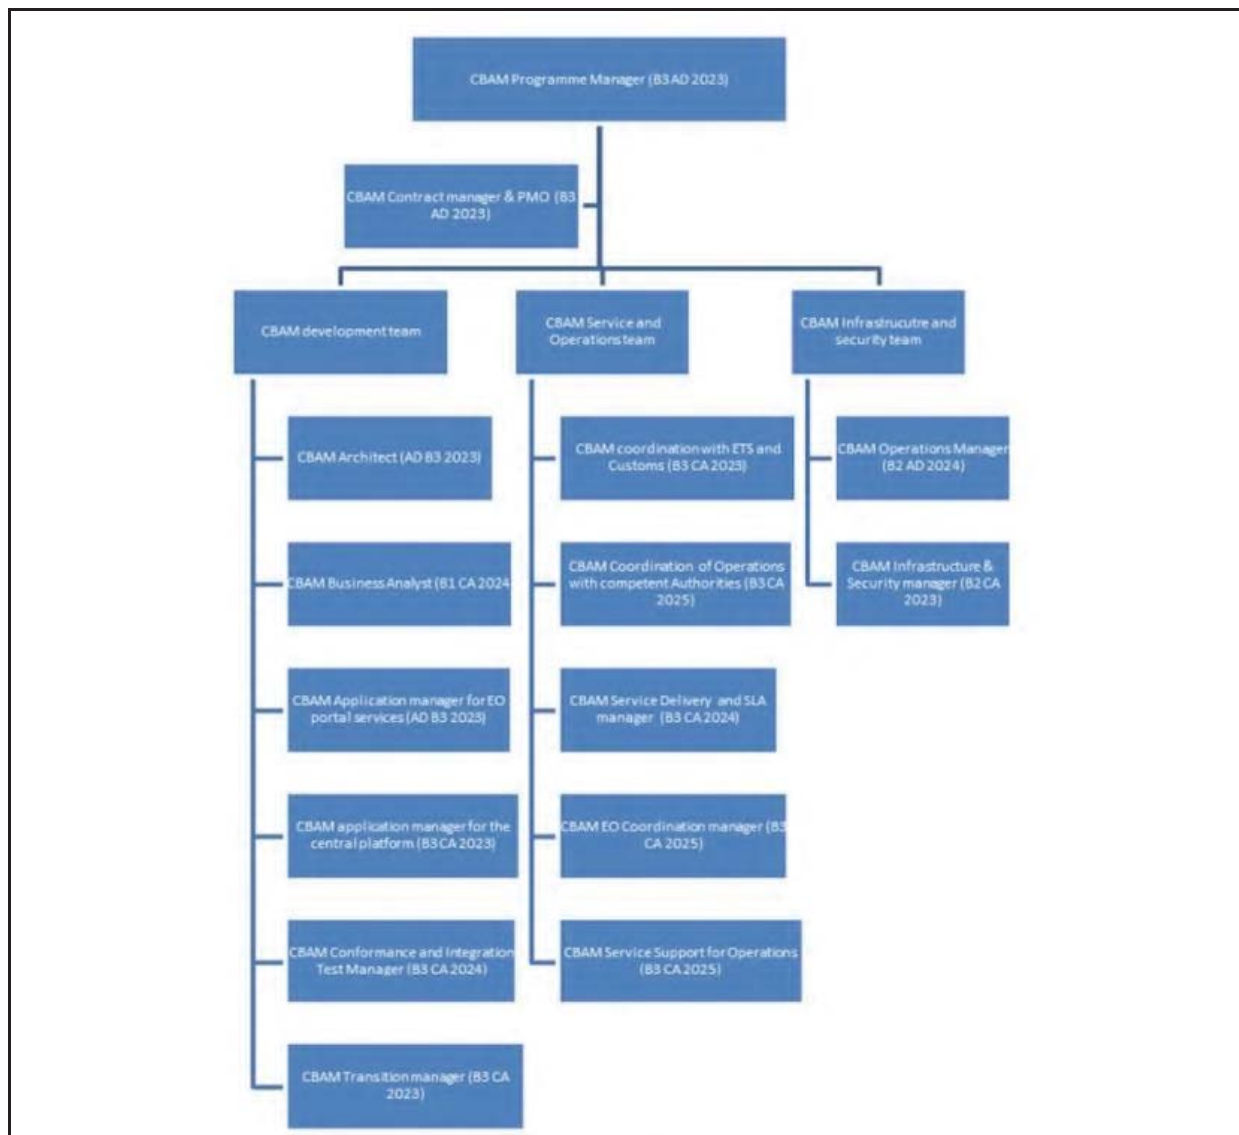 CBAM Programme Manager (B3 AD 2023)
CBAM Contract manager & PMO (B3
AD 2023)
CBAM development team
CBAM Service and
Operations team
CBAM Infrastrucutre and
security team
CBAM Architect (AD B3 2023)
CBAM Business Analyst (B1 CA 2024
CBAM Application manager for EO
portal services (AD B3 2023)
CBAM application manager for the
central platform (B3 CA 2023)
CBAM Conformance and Integration
Test Manager (B3 CA 2024)
CBAM Transition manager (B3 CA
2023)
CBAM coordination with ETS and
Customs (B3 CA 2023)
CBAM Coordination of Operations
with competent Authorities (B3 CA
2025)
CBAM Service Delivery and SLA
manager (B3 CA 2024)
CBAM EO Coordination manager (B3
CA 2025)
CBAM Service Support for Operations
(B3 CA 2025)
CBAM Operations Manager
(B2 AD 2024)
CBAM Infrastructure &
Security manager (B2 CA
2023)